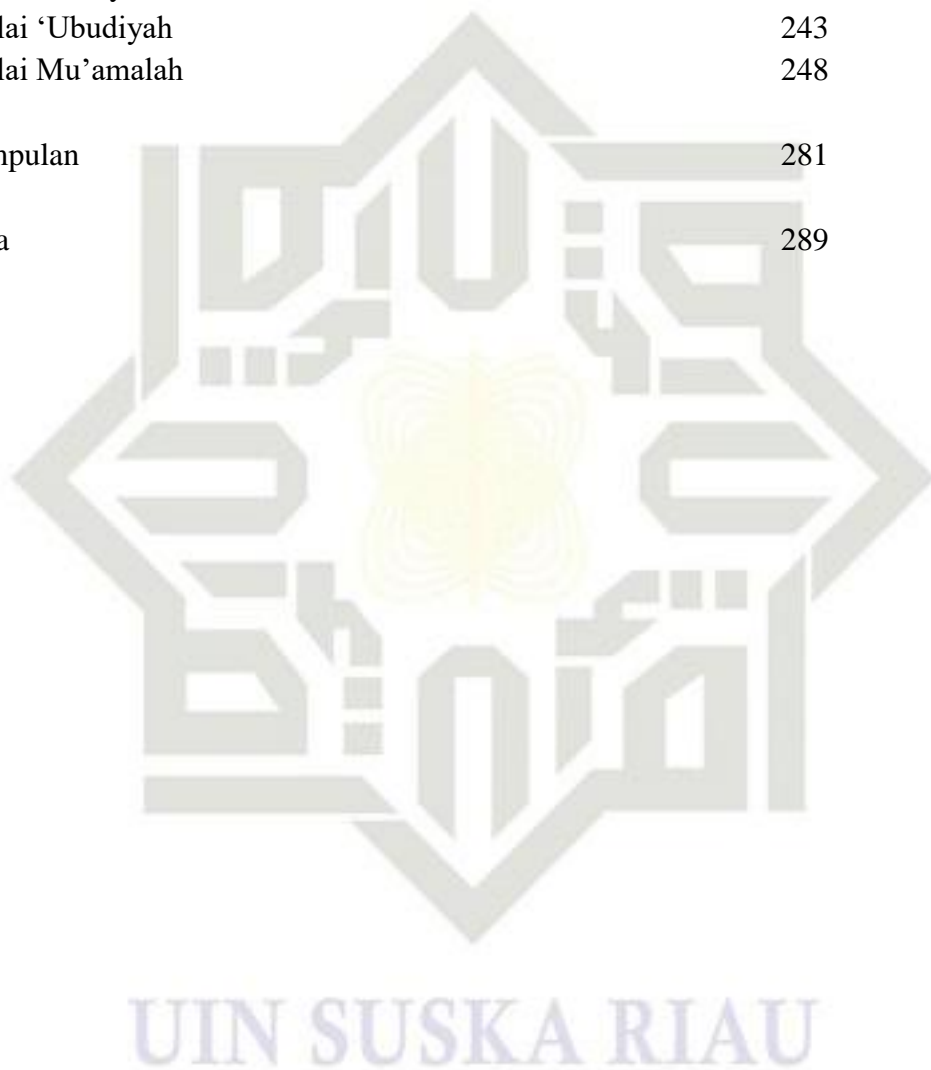 lai ‘Ubudiyah 243
lai Mu’amalah 248
npulan 281
a 289
UIN SUSKA RIAU